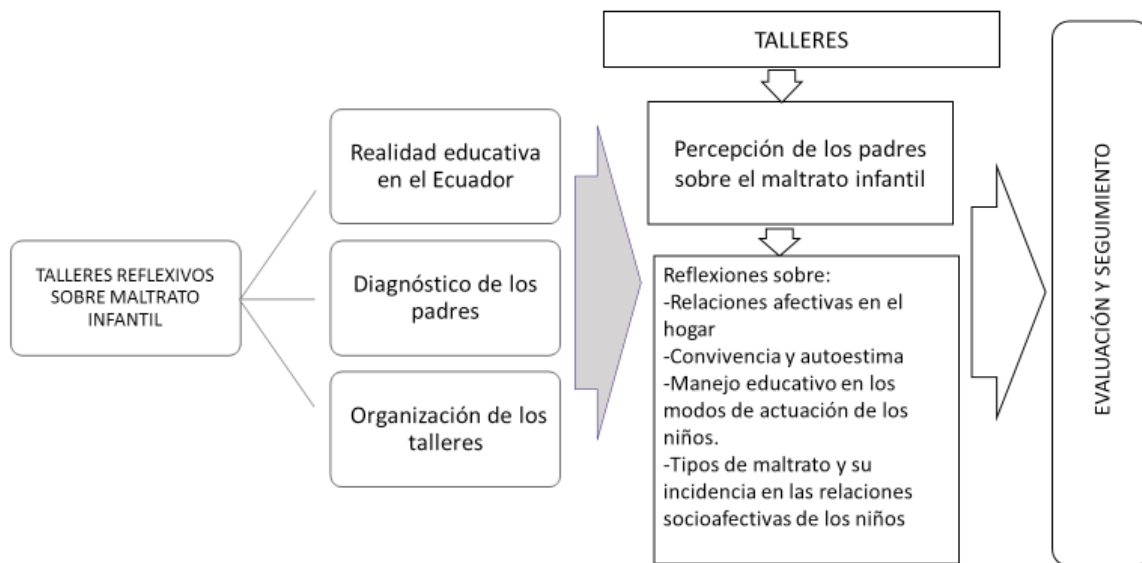 TALLERES REFLEXIVOS
SOBRE MALTRATO
INFANTIL
Realidad educativa
en el Ecuador
Diagnóstico de los
padres
Organización de los
talleres
TALLERES
Percepción de los padres
sobre el maltrato infantil
Reflexiones sobre:
-Relaciones afectivas en el
hogar
-Convivencia y autoestima
-Manejo educativo en los
modos de actuación de los
niños.
-Tipos de maltrato y su
incidencia en las relaciones
socioafectivas de los niños
EVALUACIÓN Y SEGUIMIENTO